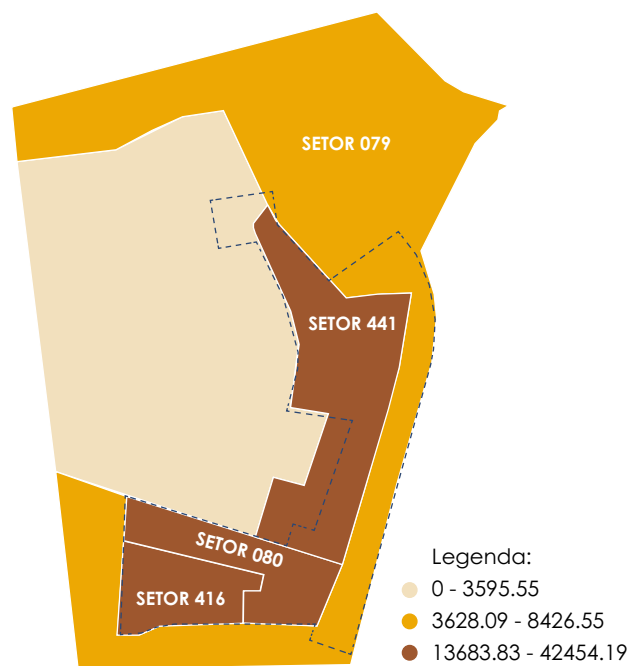 SETOR 079
SETOR 441
SETOR 080
SETOR 416
Legenda:
0 - 3595.55
3628.09 - 8426.55
13683.83 - 42454.19